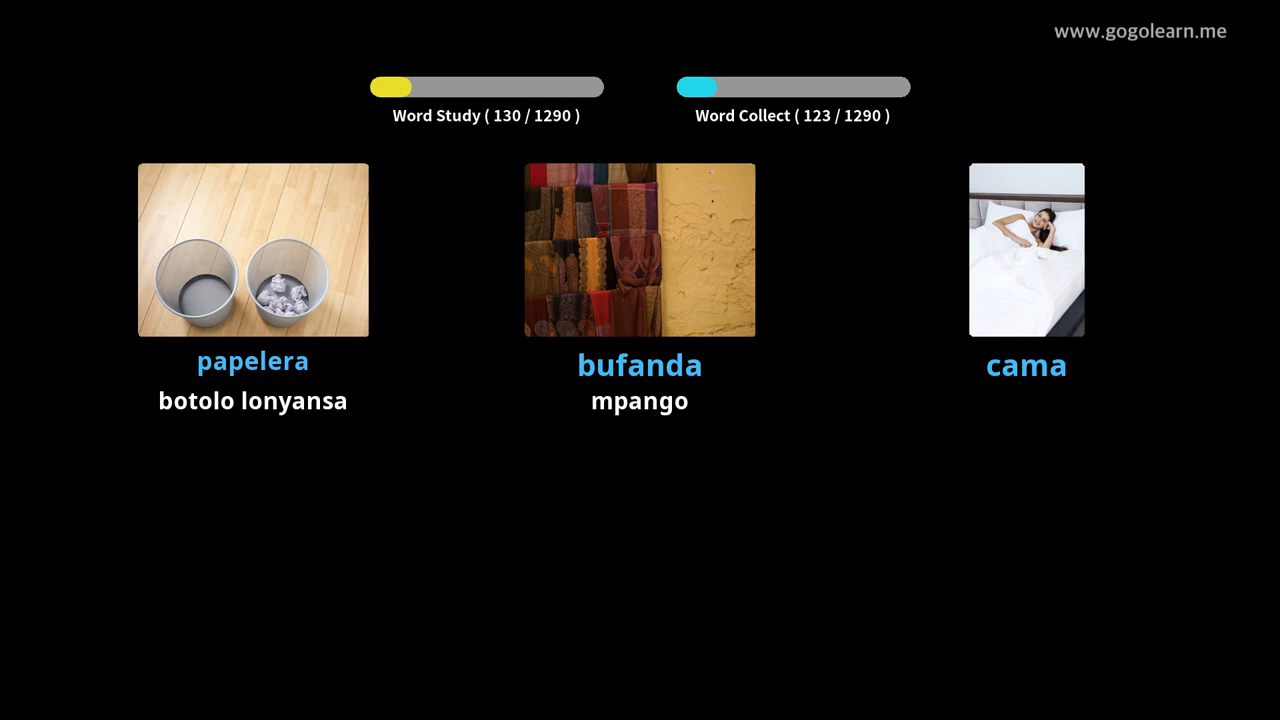 www.gogolearn.me
Word Study ( 130 / 1290 )
Word Collect ( 123 / 1290 )
papelera
botolo lonyansa
bufanda
mpango
cama